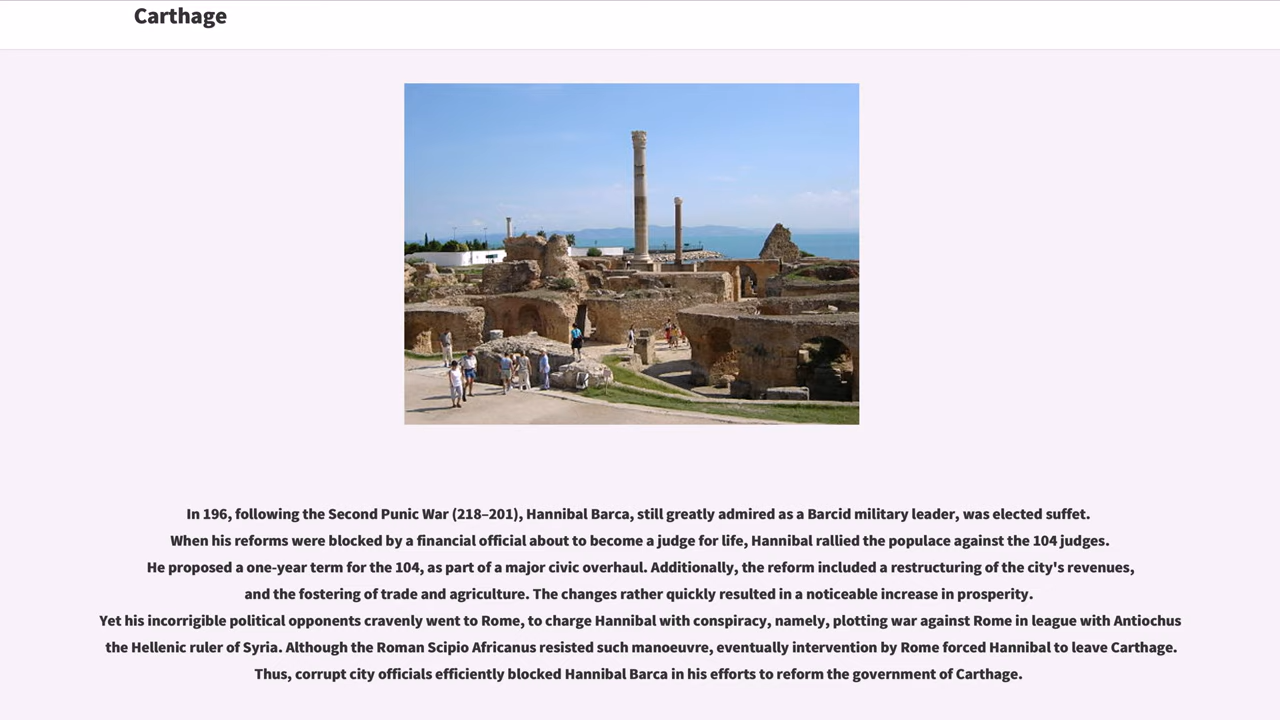 Carthage
In 196, following the Second Punic War (218–201), Hannibal Barca, still greatly admired as a Barcid military leader, was elected suffet.
When his reforms were blocked by a financial official about to become a judge for life, Hannibal rallied the populace against the 104 judges.
He proposed a one-year term for the 104, as part of a major civic overhaul. Additionally, the reform included a restructuring of the city's revenues,
and the fostering of trade and agriculture. The changes rather quickly resulted in a noticeable increase in prosperity.
Yet his incorrigible political opponents cravenly went to Rome, to charge Hannibal with conspiracy, namely, plotting war against Rome in league with Antiochus
the Hellenic ruler of Syria. Although the Roman Scipio Africanus resisted such manoeuvre, eventually intervention by Rome forced Hannibal to leave Carthage.
Thus, corrupt city officials efficiently blocked Hannibal Barca in his efforts to reform the government of Carthage.